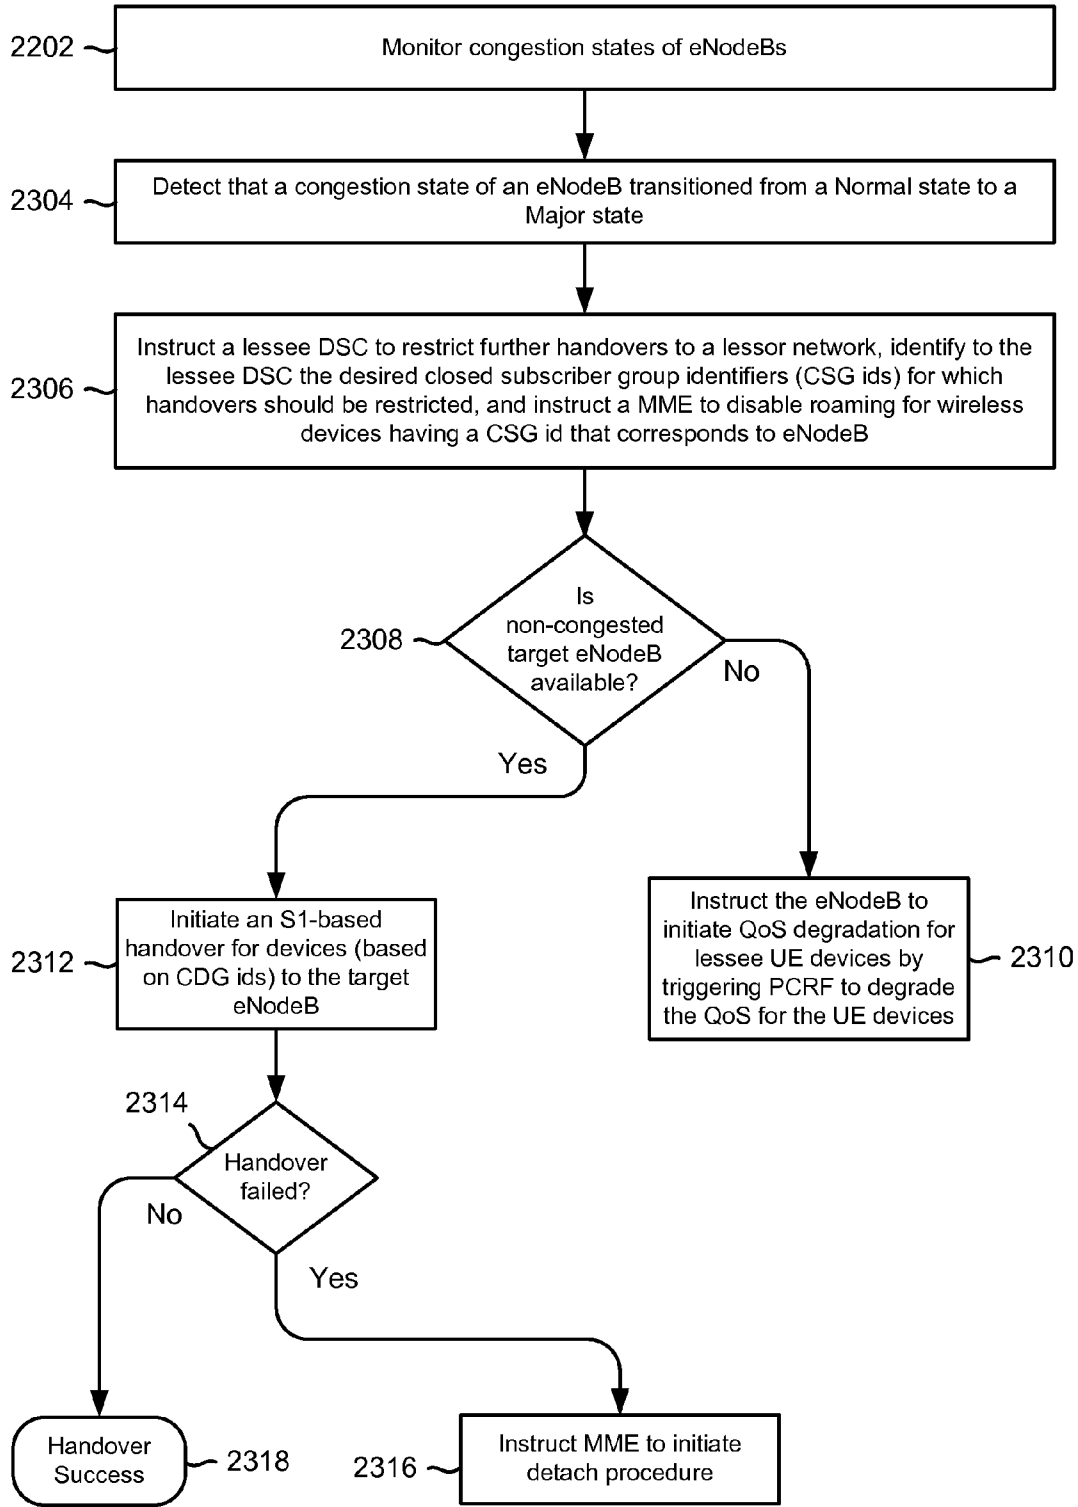 2202
Monitor congestion states of eNodeBs
2304
Detect that a congestion state of an eNodeB transitioned from a Normal state to a
Major state
2306
Instruct a lessee DSC to restrict further handovers to a lessor network, identify to the
lessee DSC the desired closed subscriber group identifiers (CSG ids) for which
handovers should be restricted, and instruct a MME to disable roaming for wireless
devices having a CSG id that corresponds to eNodeB
2308
Is
non-congested
target eNodeB
available?
No
Yes
2312
Initiate an S1-based
handover for devices (based
on CDG ids) to the target
eNodeB
Instruct the eNodeB to
initiate QoS degradation for
lessee UE devices by
triggering PCRF to degrade
the QoS for the UE devices
2310
2314
Handover
failed?
No
Yes
Handover
Success
2318
2316
Instruct MME to initiate
detach procedure